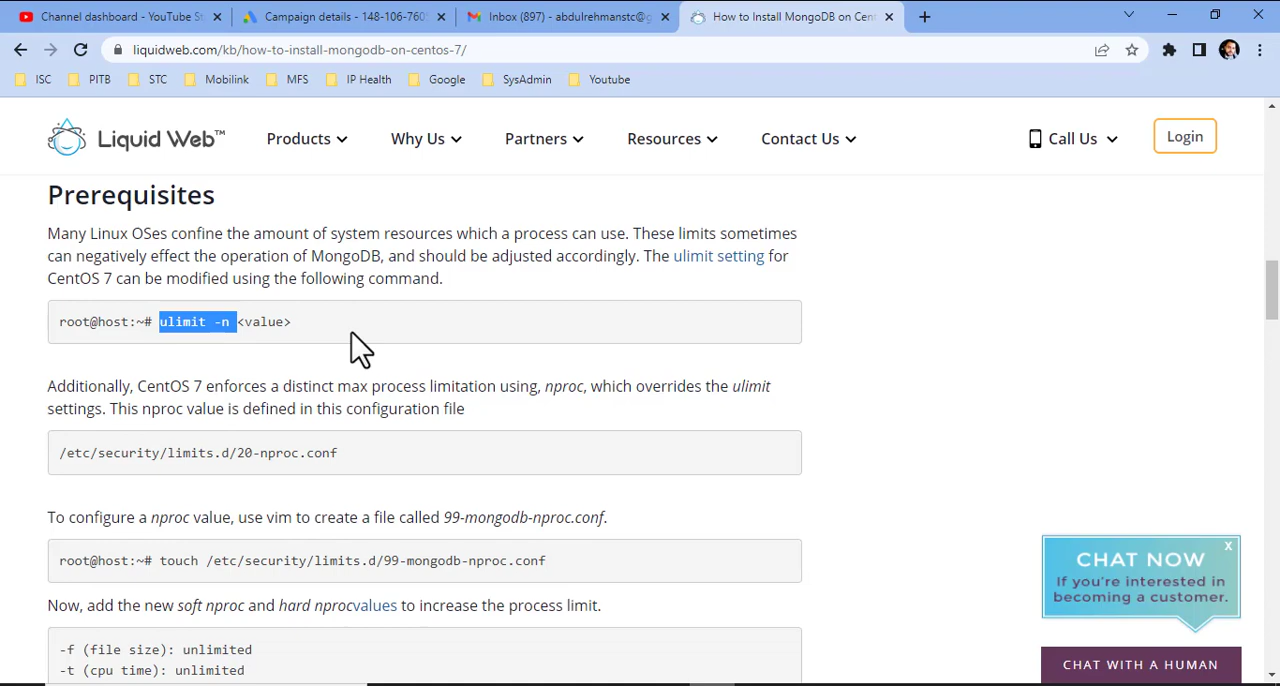 Channel dashboard - YouTube St
Campaign details - 148-106-760
Inbox (897) - abdulrehmanstc@g
How to Install MongoDB on Cent
liquidweb.com/kb/how-to-install-mongodb-on-centos-7/
ISC PITB STC Mobilink MFS IP Health Google SysAdmin Youtube
Liquid Web™ Products Why Us Partners Resources Contact Us Call Us Login
Prerequisites
Many Linux OSes confine the amount of system resources which a process can use. These limits sometimes
can negatively effect the operation of MongoDB, and should be adjusted accordingly. The ulimit setting for
CentOS 7 can be modified using the following command.
root@host:~# ulimit -n <value>
Additionally, CentOS 7 enforces a distinct max process limitation using, nproc, which overrides the ulimit
settings. This nproc value is defined in this configuration file
/etc/security/limits.d/20-nproc.conf
To configure a nproc value, use vim to create a file called 99-mongodb-nproc.conf.
root@host:~# touch /etc/security/limits.d/99-mongodb-nproc.conf
Now, add the new soft nproc and hard nprocvalues to increase the process limit.
-f (file size): unlimited
-t (cpu time): unlimited
CHAT NOW X
If you're interested in
becoming a customer.
CHAT WITH A HUMAN